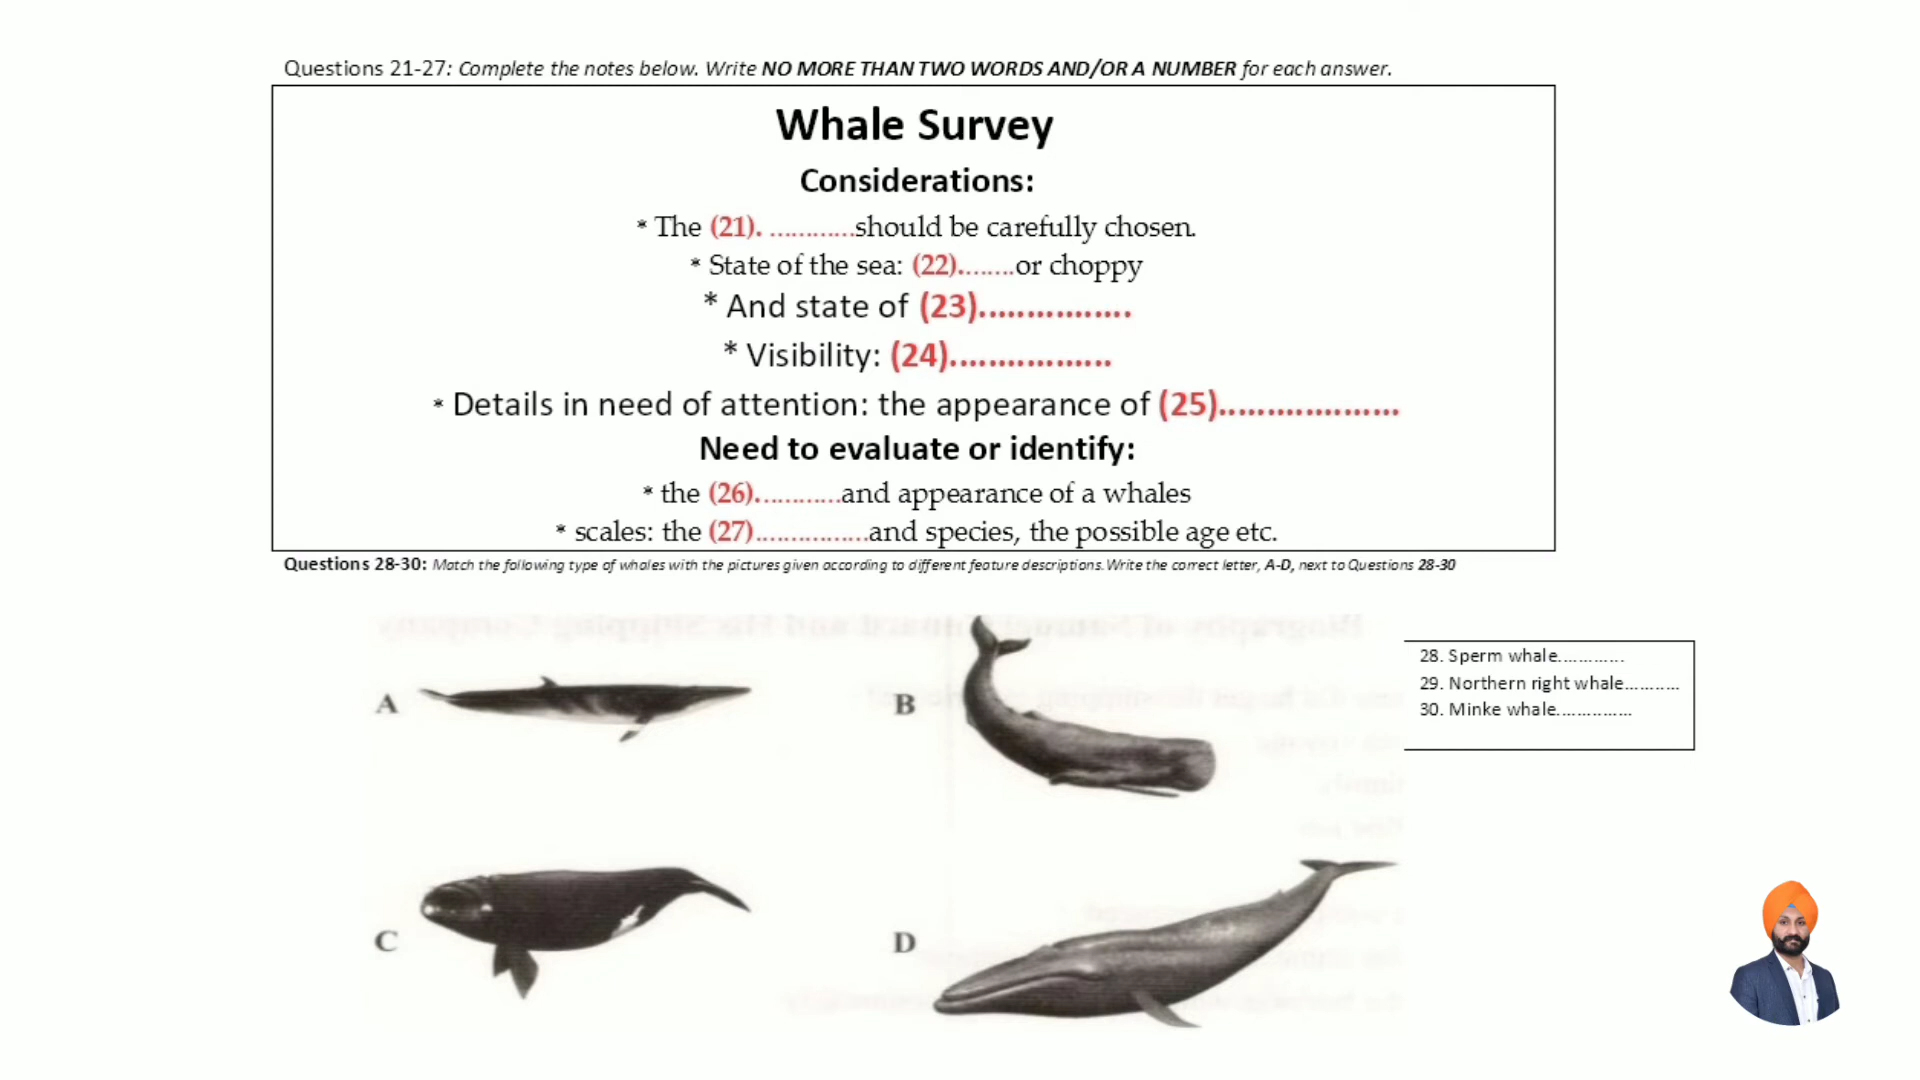 Questions 21-27: Complete the notes below. Write NO MORE THAN TWO WORDS AND/OR A NUMBER for each answer.
Whale Survey
Considerations:
* The (21). ............should be carefully chosen.
* State of the sea: (22)........or choppy
* And state of (23)................
* Visibility: (24).................
* Details in need of attention: the appearance of (25)...................
Need to evaluate or identify:
* the (26)............and appearance of a whales
* scales: the (27)................and species, the possible age etc.
Questions 28-30: Match the following type of whales with the pictures given according to different feature descriptions.Write the correct letter, A-D, next to Questions 28-30
A
B
28. Sperm whale.............
29. Northern right whale..........
30. Minke whale...............
C
D